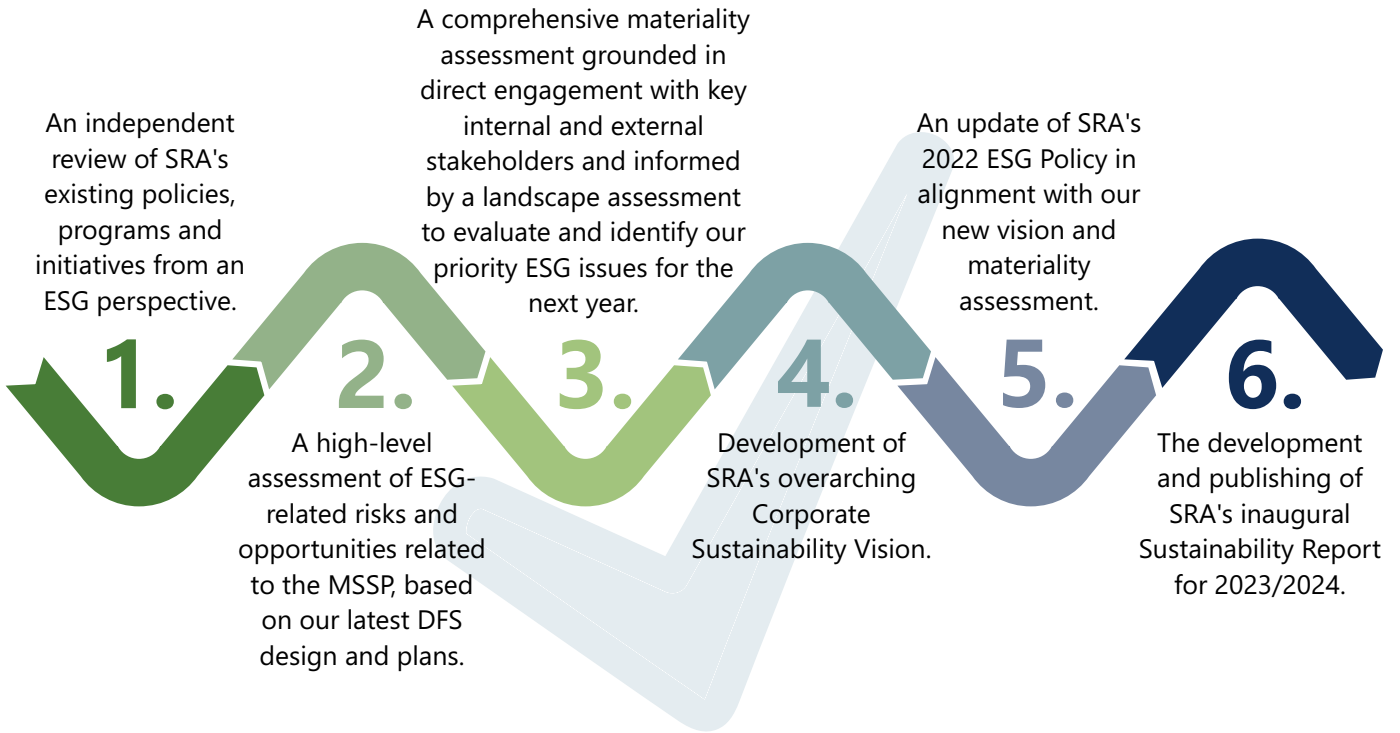 1.
An independent
review of SRA's
existing policies,
programs and
initiatives from an
ESG perspective.
2.
A high-level
assessment of ESG-
related risks and
opportunities related
to the MSSP, based
on our latest DFS
design and plans.
3.
A comprehensive materiality
assessment grounded in
direct engagement with key
internal and external
stakeholders and informed
by a landscape assessment
to evaluate and identify our
priority ESG issues for the
next year.
4.
Development of
SRA's overarching
Corporate
Sustainability Vision.
5.
An update of SRA's
2022 ESG Policy in
alignment with our
new vision and
materiality
assessment.
6.
The development
and publishing of
SRA's inaugural
Sustainability Report
for 2023/2024.